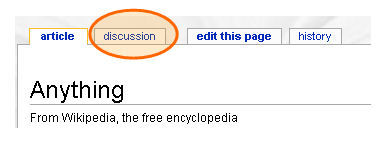 article discussion edit this page history
Anything
From Wikipedia, the free encyclopedia